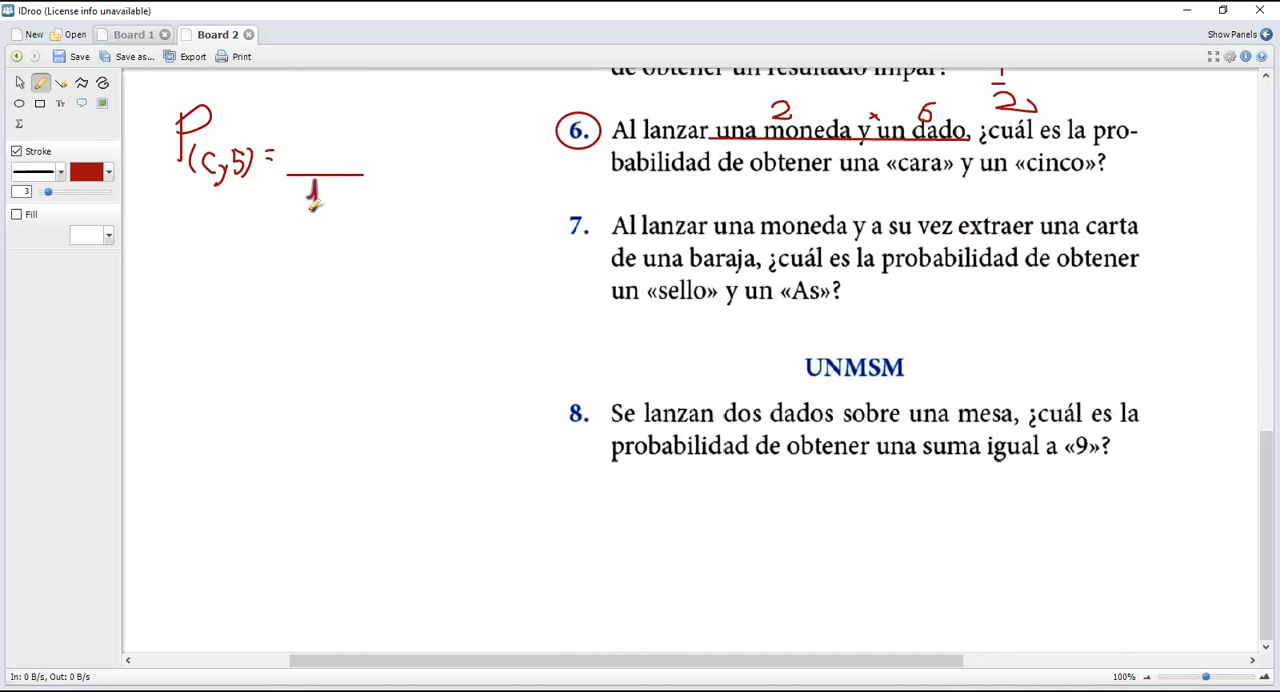 IDroo (License info unavailable)
New Open Board 1 Board 2 Show Panels
Save Save as... Export Print
Tr
Σ
Stroke
3
Fill
P(C y 5) =
1
de obtener un resultado impar? 1/2
2 x 6
6. Al lanzar una moneda y un dado, ¿cuál es la pro-
babilidad de obtener una «cara» y un «cinco»?
7. Al lanzar una moneda y a su vez extraer una carta
de una baraja, ¿cuál es la probabilidad de obtener
un «sello» y un «As»?
UNMSM
8. Se lanzan dos dados sobre una mesa, ¿cuál es la
probabilidad de obtener una suma igual a «9»?
In: 0 B/s, Out: 0 B/s 100%